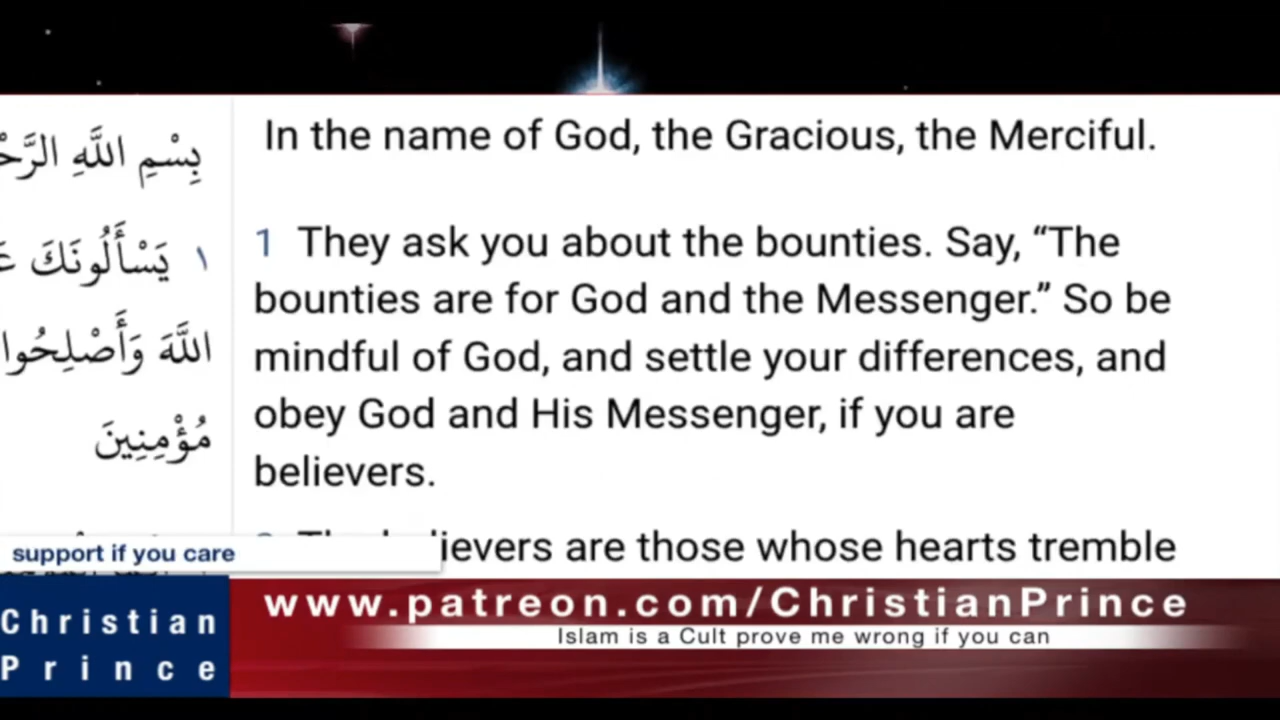 In the name of God, the Gracious, the Merciful.
بِسْمِ اللَّهِ
1 They ask you about the bounties. Say, “The
bounties are for God and the Messenger.” So be
mindful of God, and settle your differences, and
obey God and His Messenger, if you are
believers.
١ يَسْأَلُونَكَ
اللَّهَ وَأَصْلِحُوا
مُؤْمِنِينَ
believers are those whose hearts tremble
support if you care
Christian
Prince
www.patreon.com/ChristianPrince
Islam is a Cult prove me wrong if you can